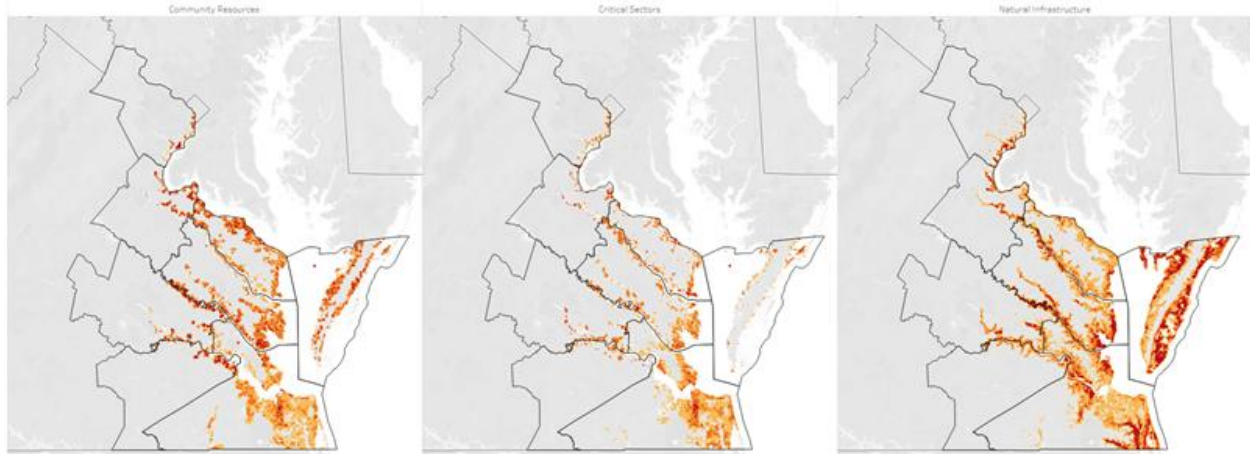 Community Resources
Critical Sectors
Natural Infrastructure